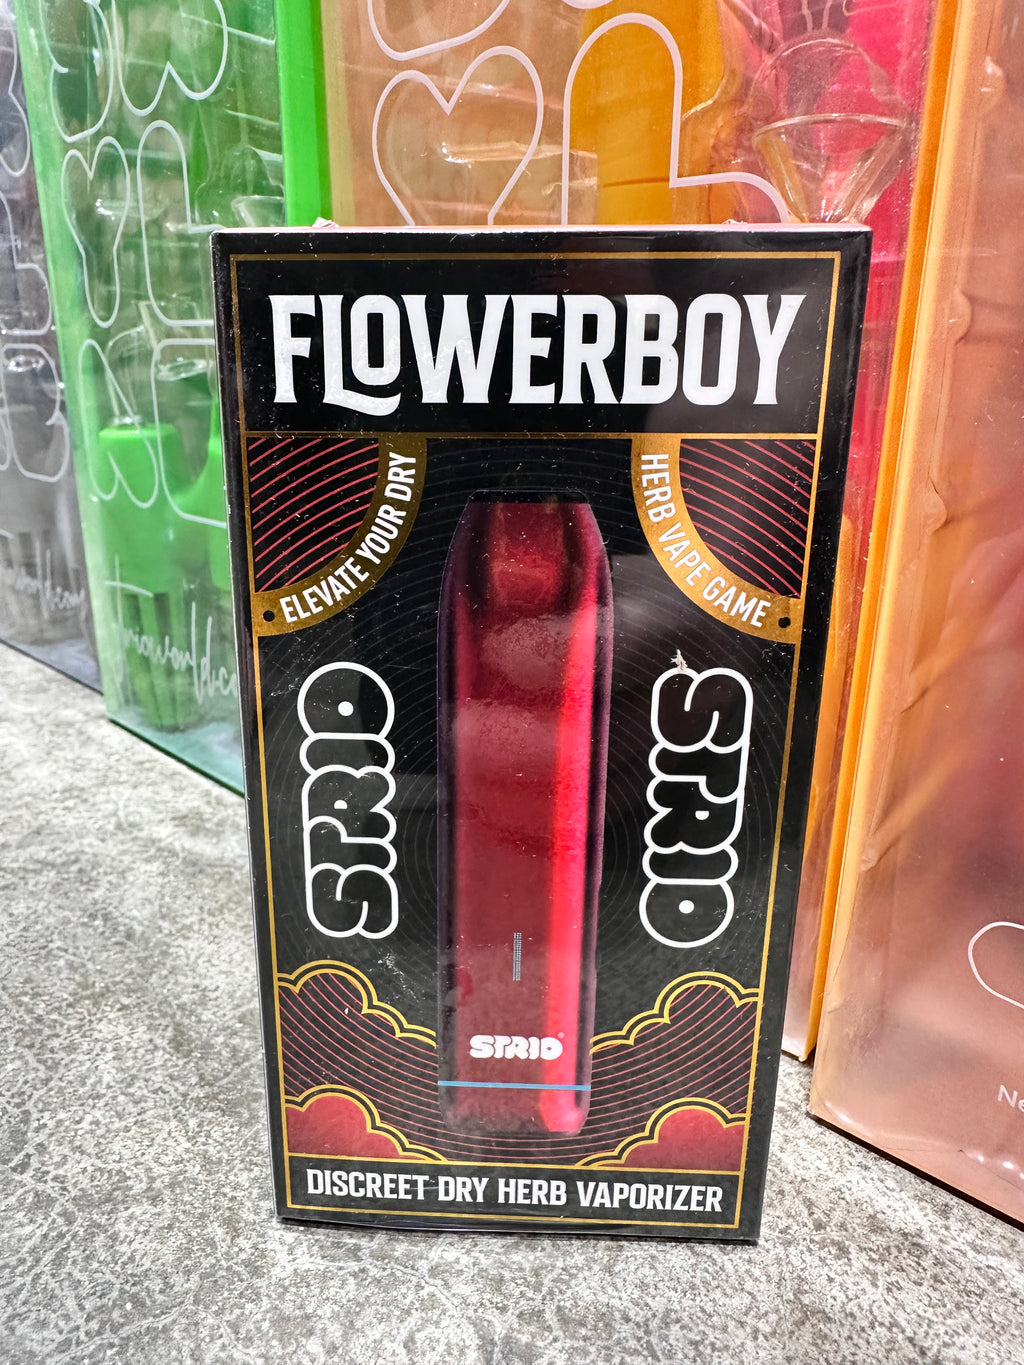 FLOWERBOY
ELEVATE YOUR DRY
HERB VAPE GAME
STRIO
STRIO
STRIO
DISCREET DRY HERB VAPORIZER